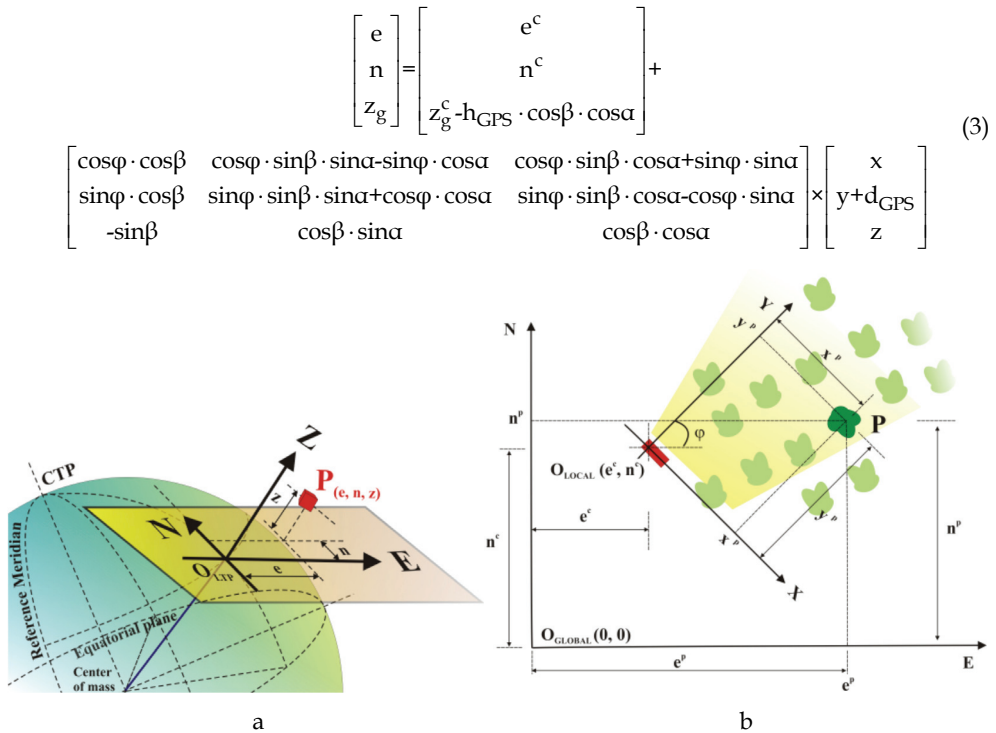 [e n z_g] = [e^c n^c z_g^c-h_GPS · cosβ · cosα] + (3)
[cosφ · cosβ cosφ · sinβ · sinα-sinφ · cosα cosφ · sinβ · cosα+sinφ · sinα
sinφ · cosβ sinφ · sinβ · sinα+cosφ · cosα sinφ · sinβ · cosα-cosφ · sinα
-sinβ cosβ · sinα cosβ · cosα] × [x y+d_GPS z]
CTP
Reference Meridian
Equatorial plane
Center
of mass
N
Z
E
O_LTP
P_(e, n, z)
z
n
e
a
N
n^p
n^c
O_LOCAL (e^c, n^c)
e^c
O_GLOBAL (0, 0)
e^p
e^p
E
n^p
Y
y^p
x^p
P
φ
x^p
y^p
X
b